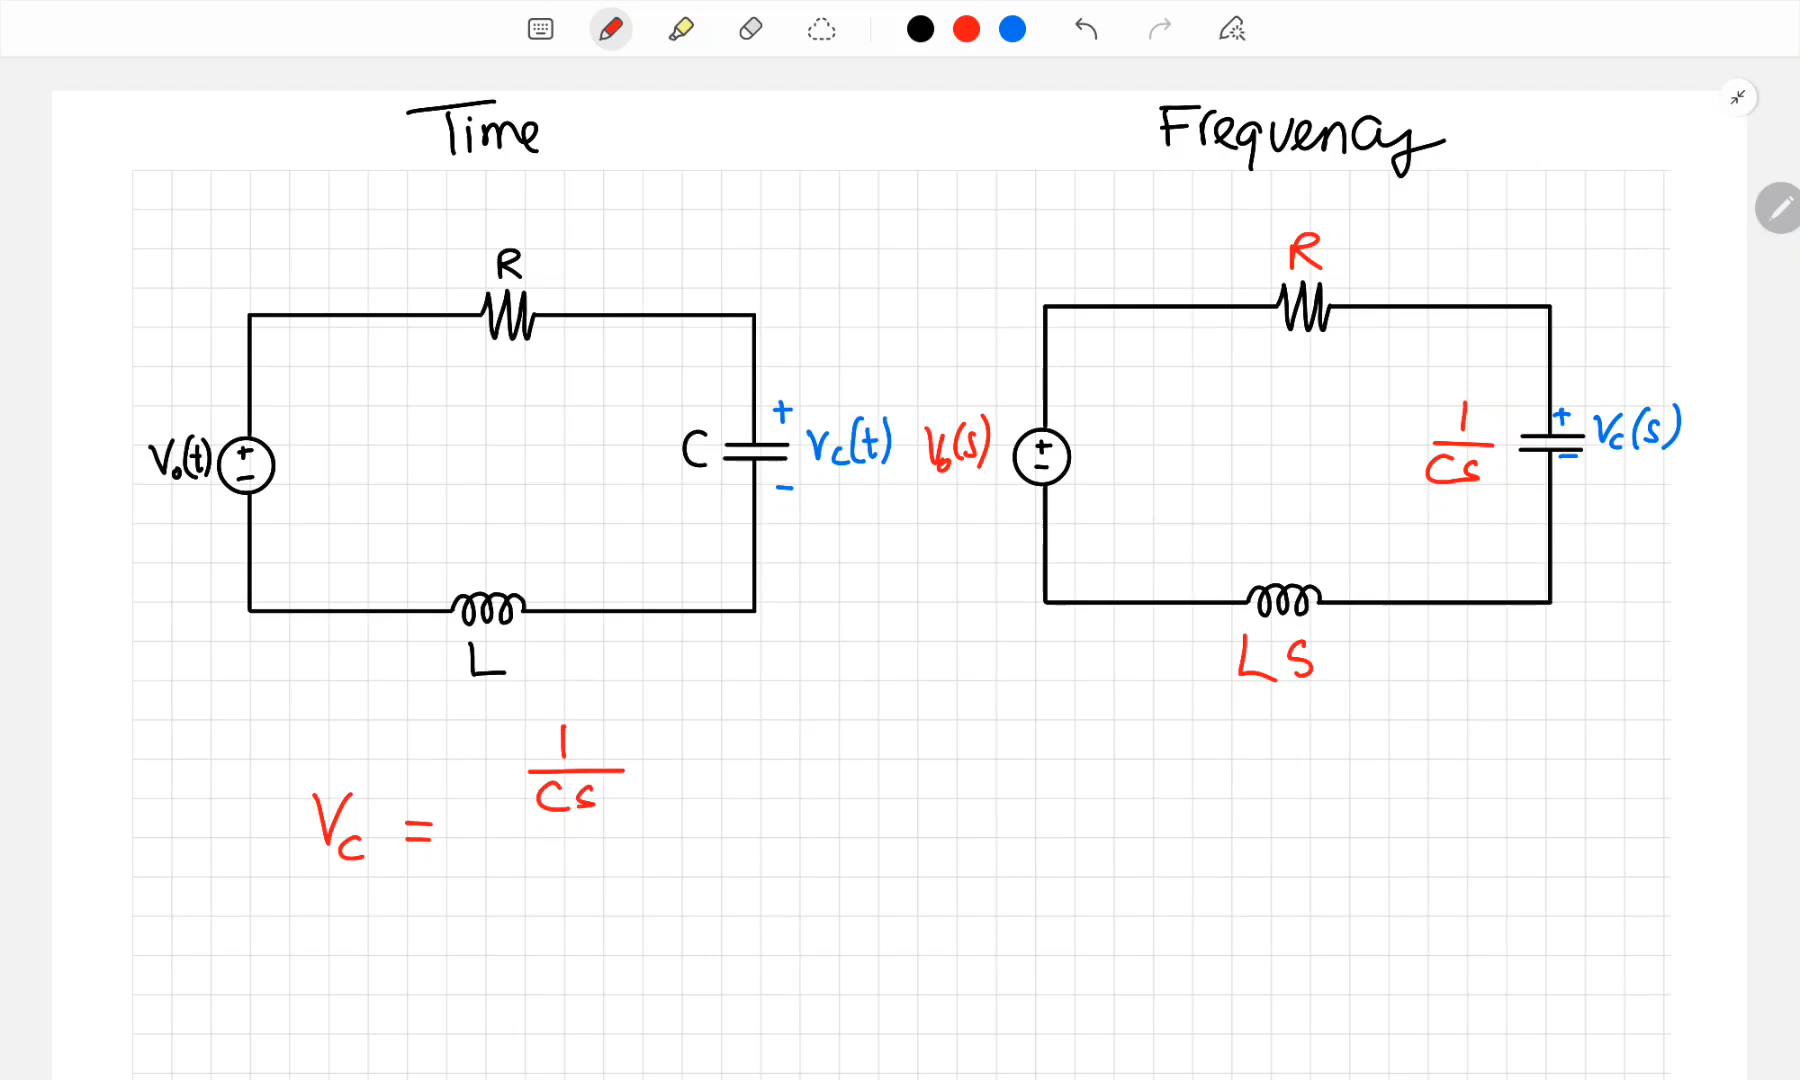 Time
Frequency
R
R
V₀(t)
+
−
C
+
Vc(t)
−
V₀(s)
+
−
1
Cs
+
Vc(s)
−
L
LS
Vc =
1
Cs